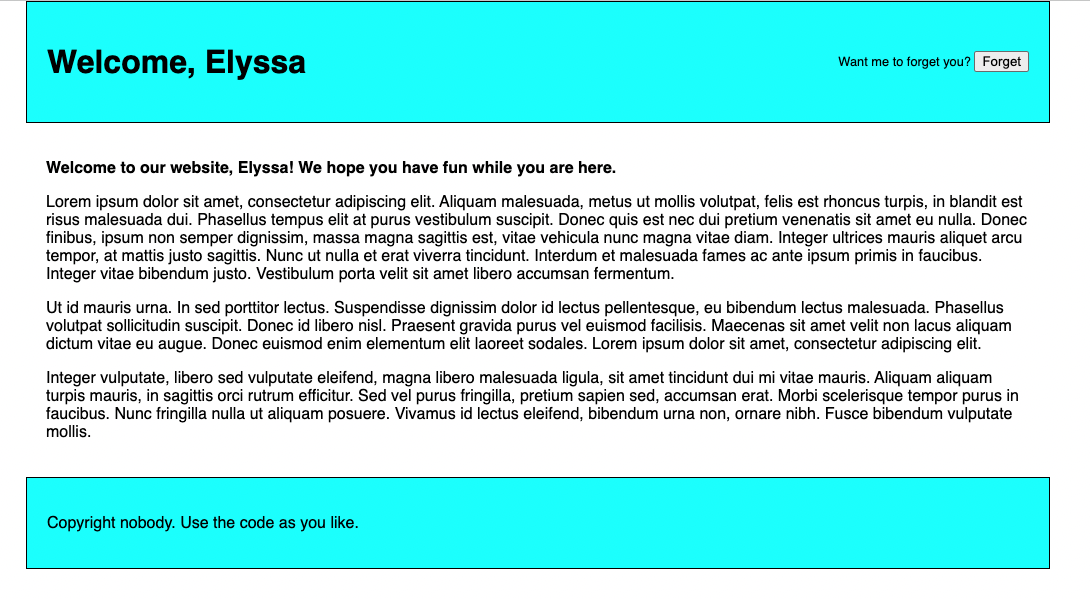 Welcome, Elyssa
Want me to forget you? Forget
Welcome to our website, Elyssa! We hope you have fun while you are here.
Lorem ipsum dolor sit amet, consectetur adipiscing elit. Aliquam malesuada, metus ut mollis volutpat, felis est rhoncus turpis, in blandit est
risus malesuada dui. Phasellus tempus elit at purus vestibulum suscipit. Donec quis est nec dui pretium venenatis sit amet eu nulla. Donec
finibus, ipsum non semper dignissim, massa magna sagittis est, vitae vehicula nunc magna vitae diam. Integer ultrices mauris aliquet arcu
tempor, at mattis justo sagittis. Nunc ut nulla et erat viverra tincidunt. Interdum et malesuada fames ac ante ipsum primis in faucibus.
Integer vitae bibendum justo. Vestibulum porta velit sit amet libero accumsan fermentum.
Ut id mauris urna. In sed porttitor lectus. Suspendisse dignissim dolor id lectus pellentesque, eu bibendum lectus malesuada. Phasellus
volutpat sollicitudin suscipit. Donec id libero nisl. Praesent gravida purus vel euismod facilisis. Maecenas sit amet velit non lacus aliquam
dictum vitae eu augue. Donec euismod enim elementum elit laoreet sodales. Lorem ipsum dolor sit amet, consectetur adipiscing elit.
Integer vulputate, libero sed vulputate eleifend, magna libero malesuada ligula, sit amet tincidunt dui mi vitae mauris. Aliquam aliquam
turpis mauris, in sagittis orci rutrum efficitur. Sed vel purus fringilla, pretium sapien sed, accumsan erat. Morbi scelerisque tempor purus in
faucibus. Nunc fringilla nulla ut aliquam posuere. Vivamus id lectus eleifend, bibendum urna non, ornare nibh. Fusce bibendum vulputate
mollis.
Copyright nobody. Use the code as you like.